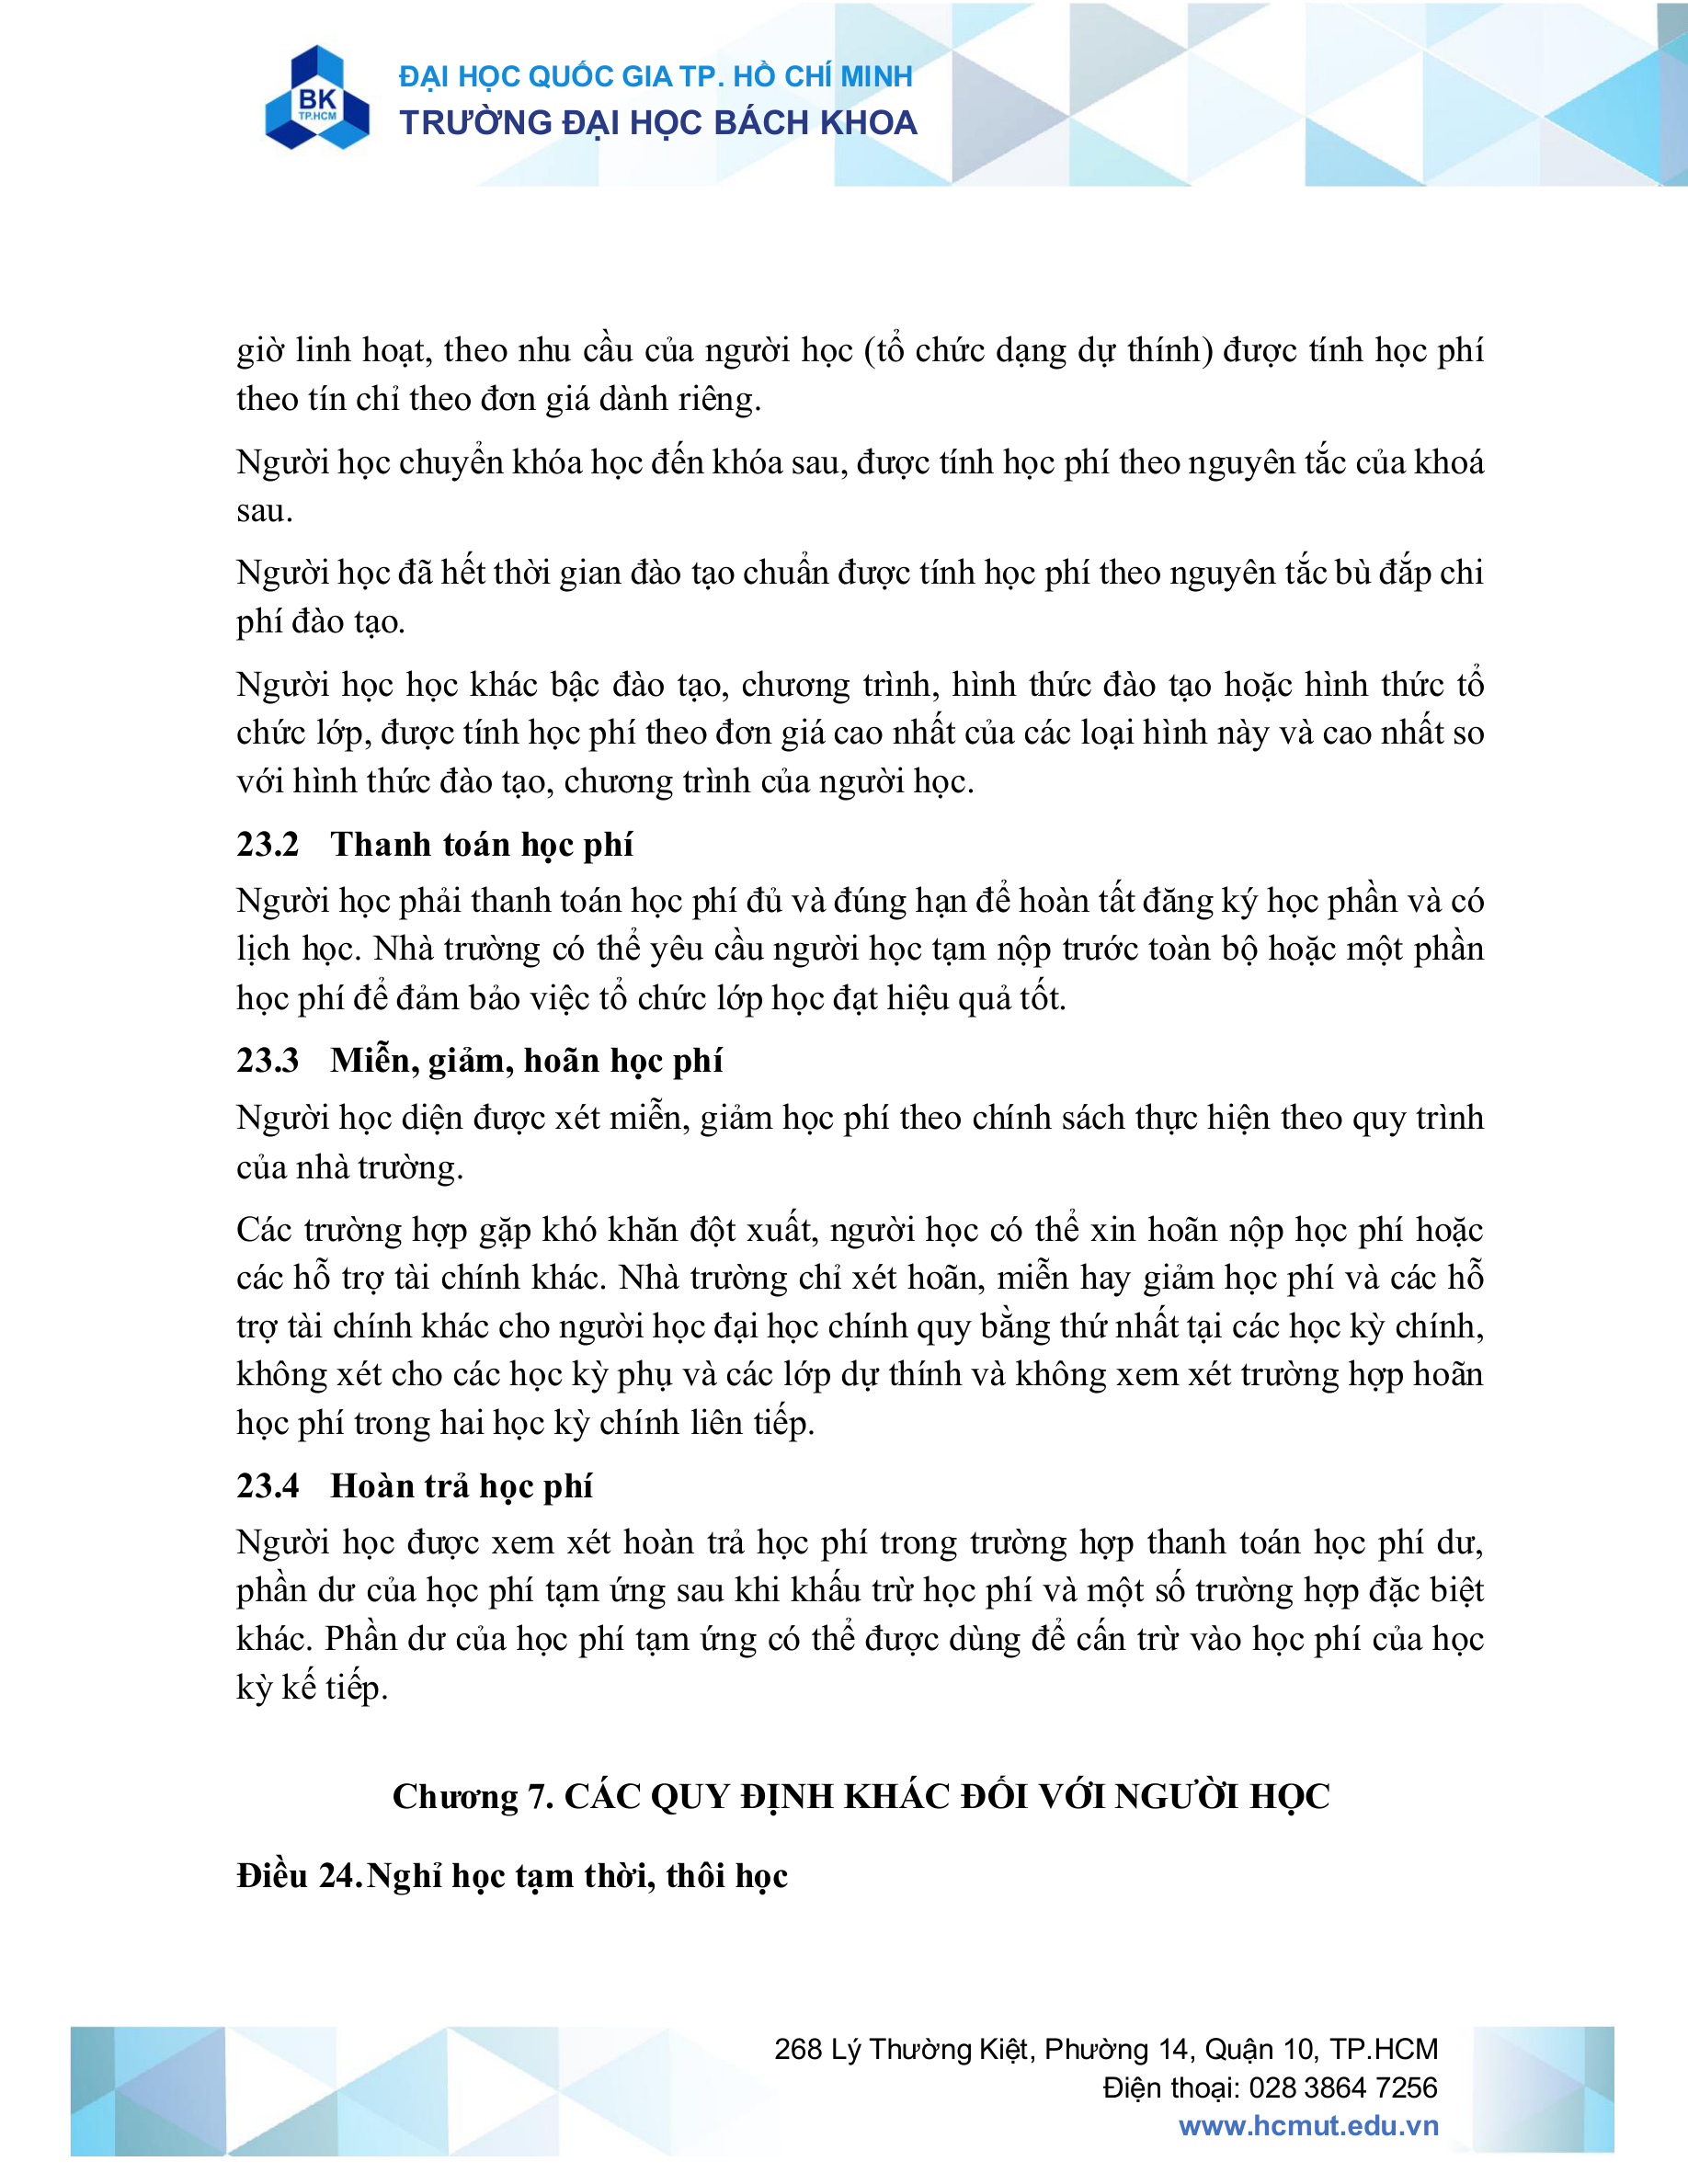 BK
TP.HCM
ĐẠI HỌC QUỐC GIA TP. HỒ CHÍ MINH
TRƯỜNG ĐẠI HỌC BÁCH KHOA
giờ linh hoạt, theo nhu cầu của người học (tổ chức dạng dự thính) được tính học phí
theo tín chỉ theo đơn giá dành riêng.
Người học chuyển khóa học đến khóa sau, được tính học phí theo nguyên tắc của khoá
sau.
Người học đã hết thời gian đào tạo chuẩn được tính học phí theo nguyên tắc bù đắp chi
phí đào tạo.
Người học học khác bậc đào tạo, chương trình, hình thức đào tạo hoặc hình thức tổ
chức lớp, được tính học phí theo đơn giá cao nhất của các loại hình này và cao nhất so
với hình thức đào tạo, chương trình của người học.
23.2 Thanh toán học phí
Người học phải thanh toán học phí đủ và đúng hạn để hoàn tất đăng ký học phần và có
lịch học. Nhà trường có thể yêu cầu người học tạm nộp trước toàn bộ hoặc một phần
học phí để đảm bảo việc tổ chức lớp học đạt hiệu quả tốt.
23.3 Miễn, giảm, hoãn học phí
Người học diện được xét miễn, giảm học phí theo chính sách thực hiện theo quy trình
của nhà trường.
Các trường hợp gặp khó khăn đột xuất, người học có thể xin hoãn nộp học phí hoặc
các hỗ trợ tài chính khác. Nhà trường chỉ xét hoãn, miễn hay giảm học phí và các hỗ
trợ tài chính khác cho người học đại học chính quy bằng thứ nhất tại các học kỳ chính,
không xét cho các học kỳ phụ và các lớp dự thính và không xem xét trường hợp hoãn
học phí trong hai học kỳ chính liên tiếp.
23.4 Hoàn trả học phí
Người học được xem xét hoàn trả học phí trong trường hợp thanh toán học phí dư,
phần dư của học phí tạm ứng sau khi khấu trừ học phí và một số trường hợp đặc biệt
khác. Phần dư của học phí tạm ứng có thể được dùng để cấn trừ vào học phí của học
kỳ kế tiếp.
Chương 7. CÁC QUY ĐỊNH KHÁC ĐỐI VỚI NGƯỜI HỌC
Điều 24. Nghỉ học tạm thời, thôi học
268 Lý Thường Kiệt, Phường 14, Quận 10, TP.HCM
Điện thoại: 028 3864 7256
www.hcmut.edu.vn